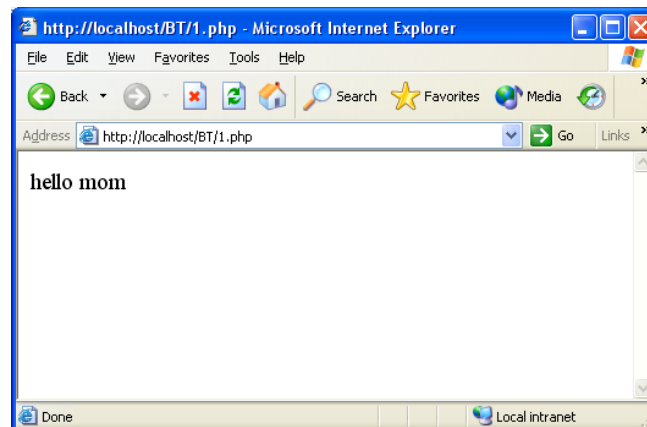 http://localhost/BT/1.php - Microsoft Internet Explorer
File Edit View Favorites Tools Help
Back Search Favorites Media
Address http://localhost/BT/1.php Go Links »
hello mom
Done Local intranet